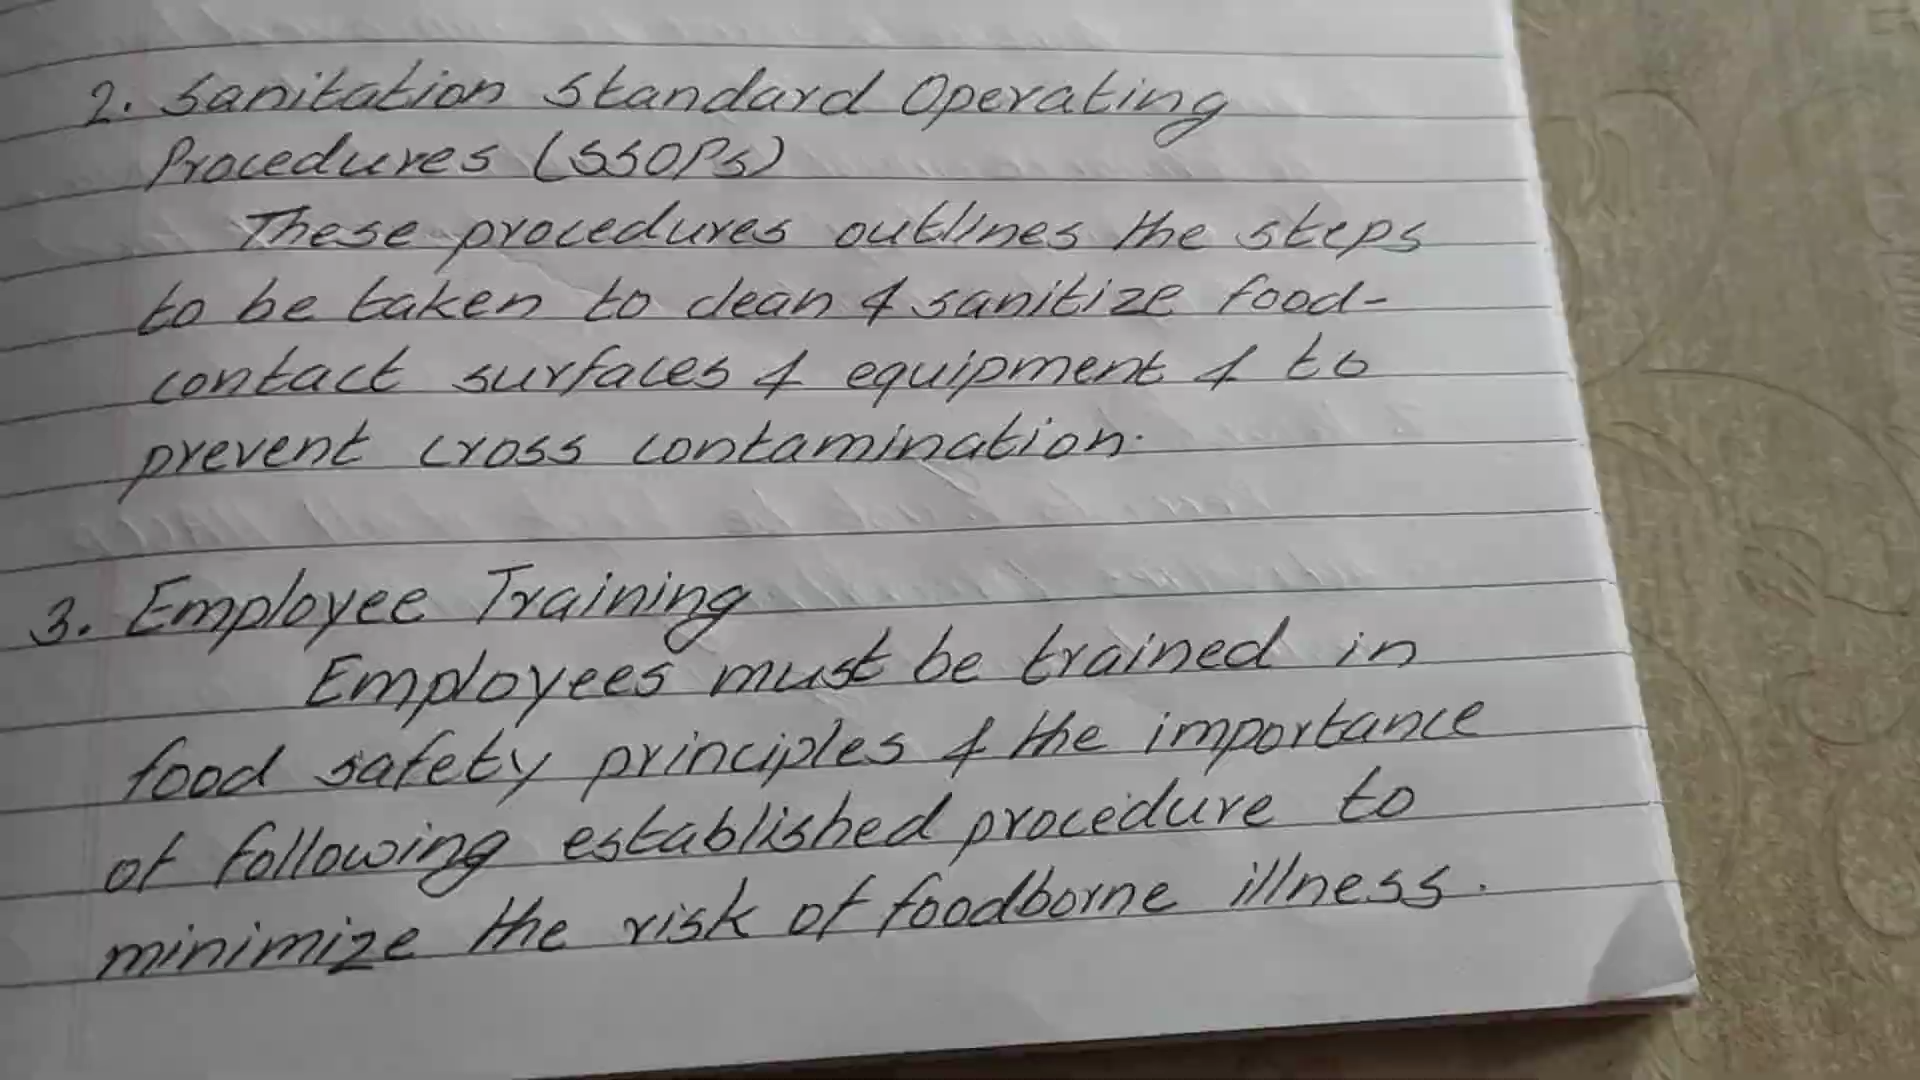 2. Sanitation Standard Operating
Procedures (SSOPs)
These procedures outlines the steps
to be taken to clean & sanitize food-
contact surfaces & equipment & to
prevent cross contamination.
3. Employee Training
Employees must be trained in
food safety principles & the importance
of following established procedure to
minimize the risk of foodborne illness.